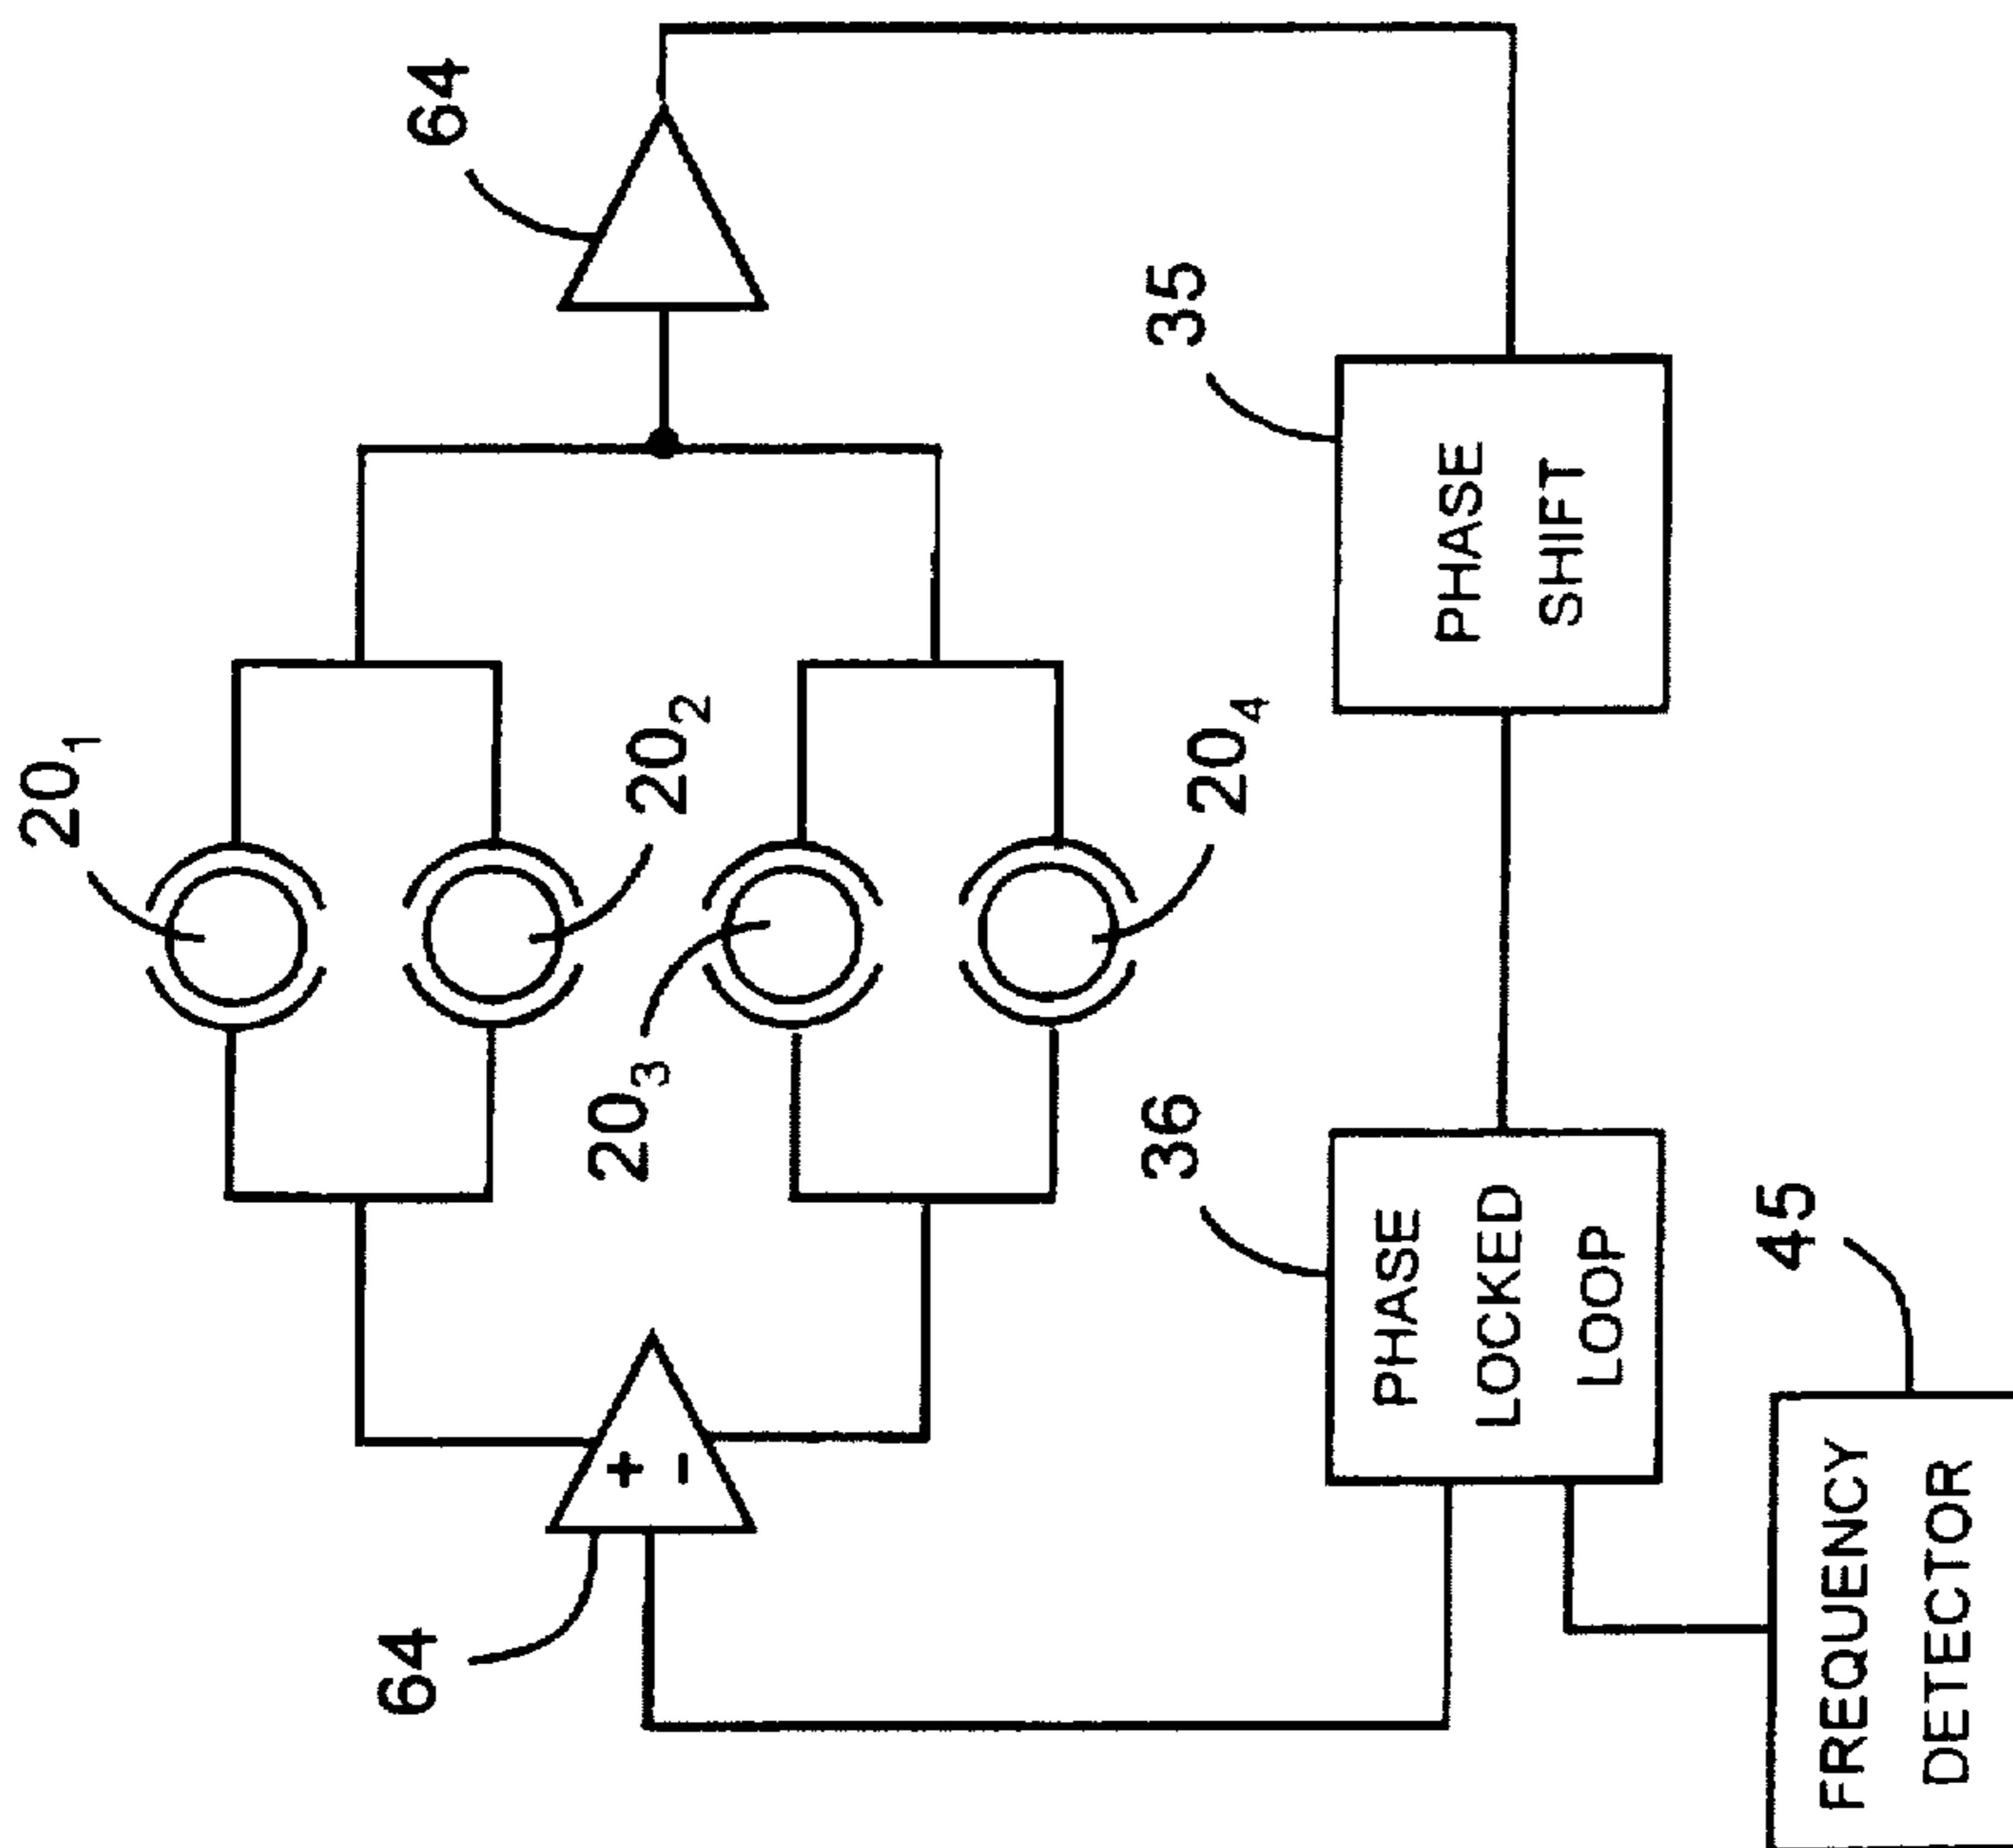 64
20₁
20₂
20₃
20₄
64
35
PHASE
SHIFT
36
PHASE
LOCKED
LOOP
45
FREQUENCY
DETECTOR